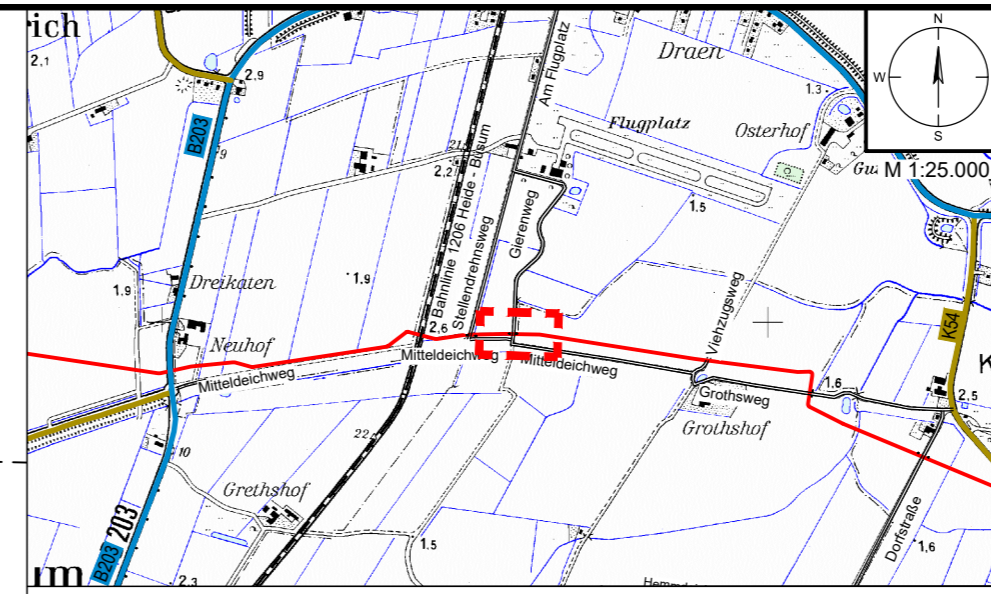 rich
2,1
2,9
B203
9
Am Flugplatz
Draen
1.3
Flugplatz
Osterhof
N
W
E
S
M 1:25.000
21
2,2
Bahnlinie 1206 Heide - Büsum
Stellendrehnsweg
Gierenweg
1.5
1.9
Dreikaten
1.9
Neuhof
2,6
Viehzugsweg
K54
K
Mitteldeichweg
Mitteldeichweg
Mitteldeichweg
Grothsweg
1.6
2.5
Grothshof
10
22
Grethshof
B203
203
1.5
Dorfstraße
1,6
2.3